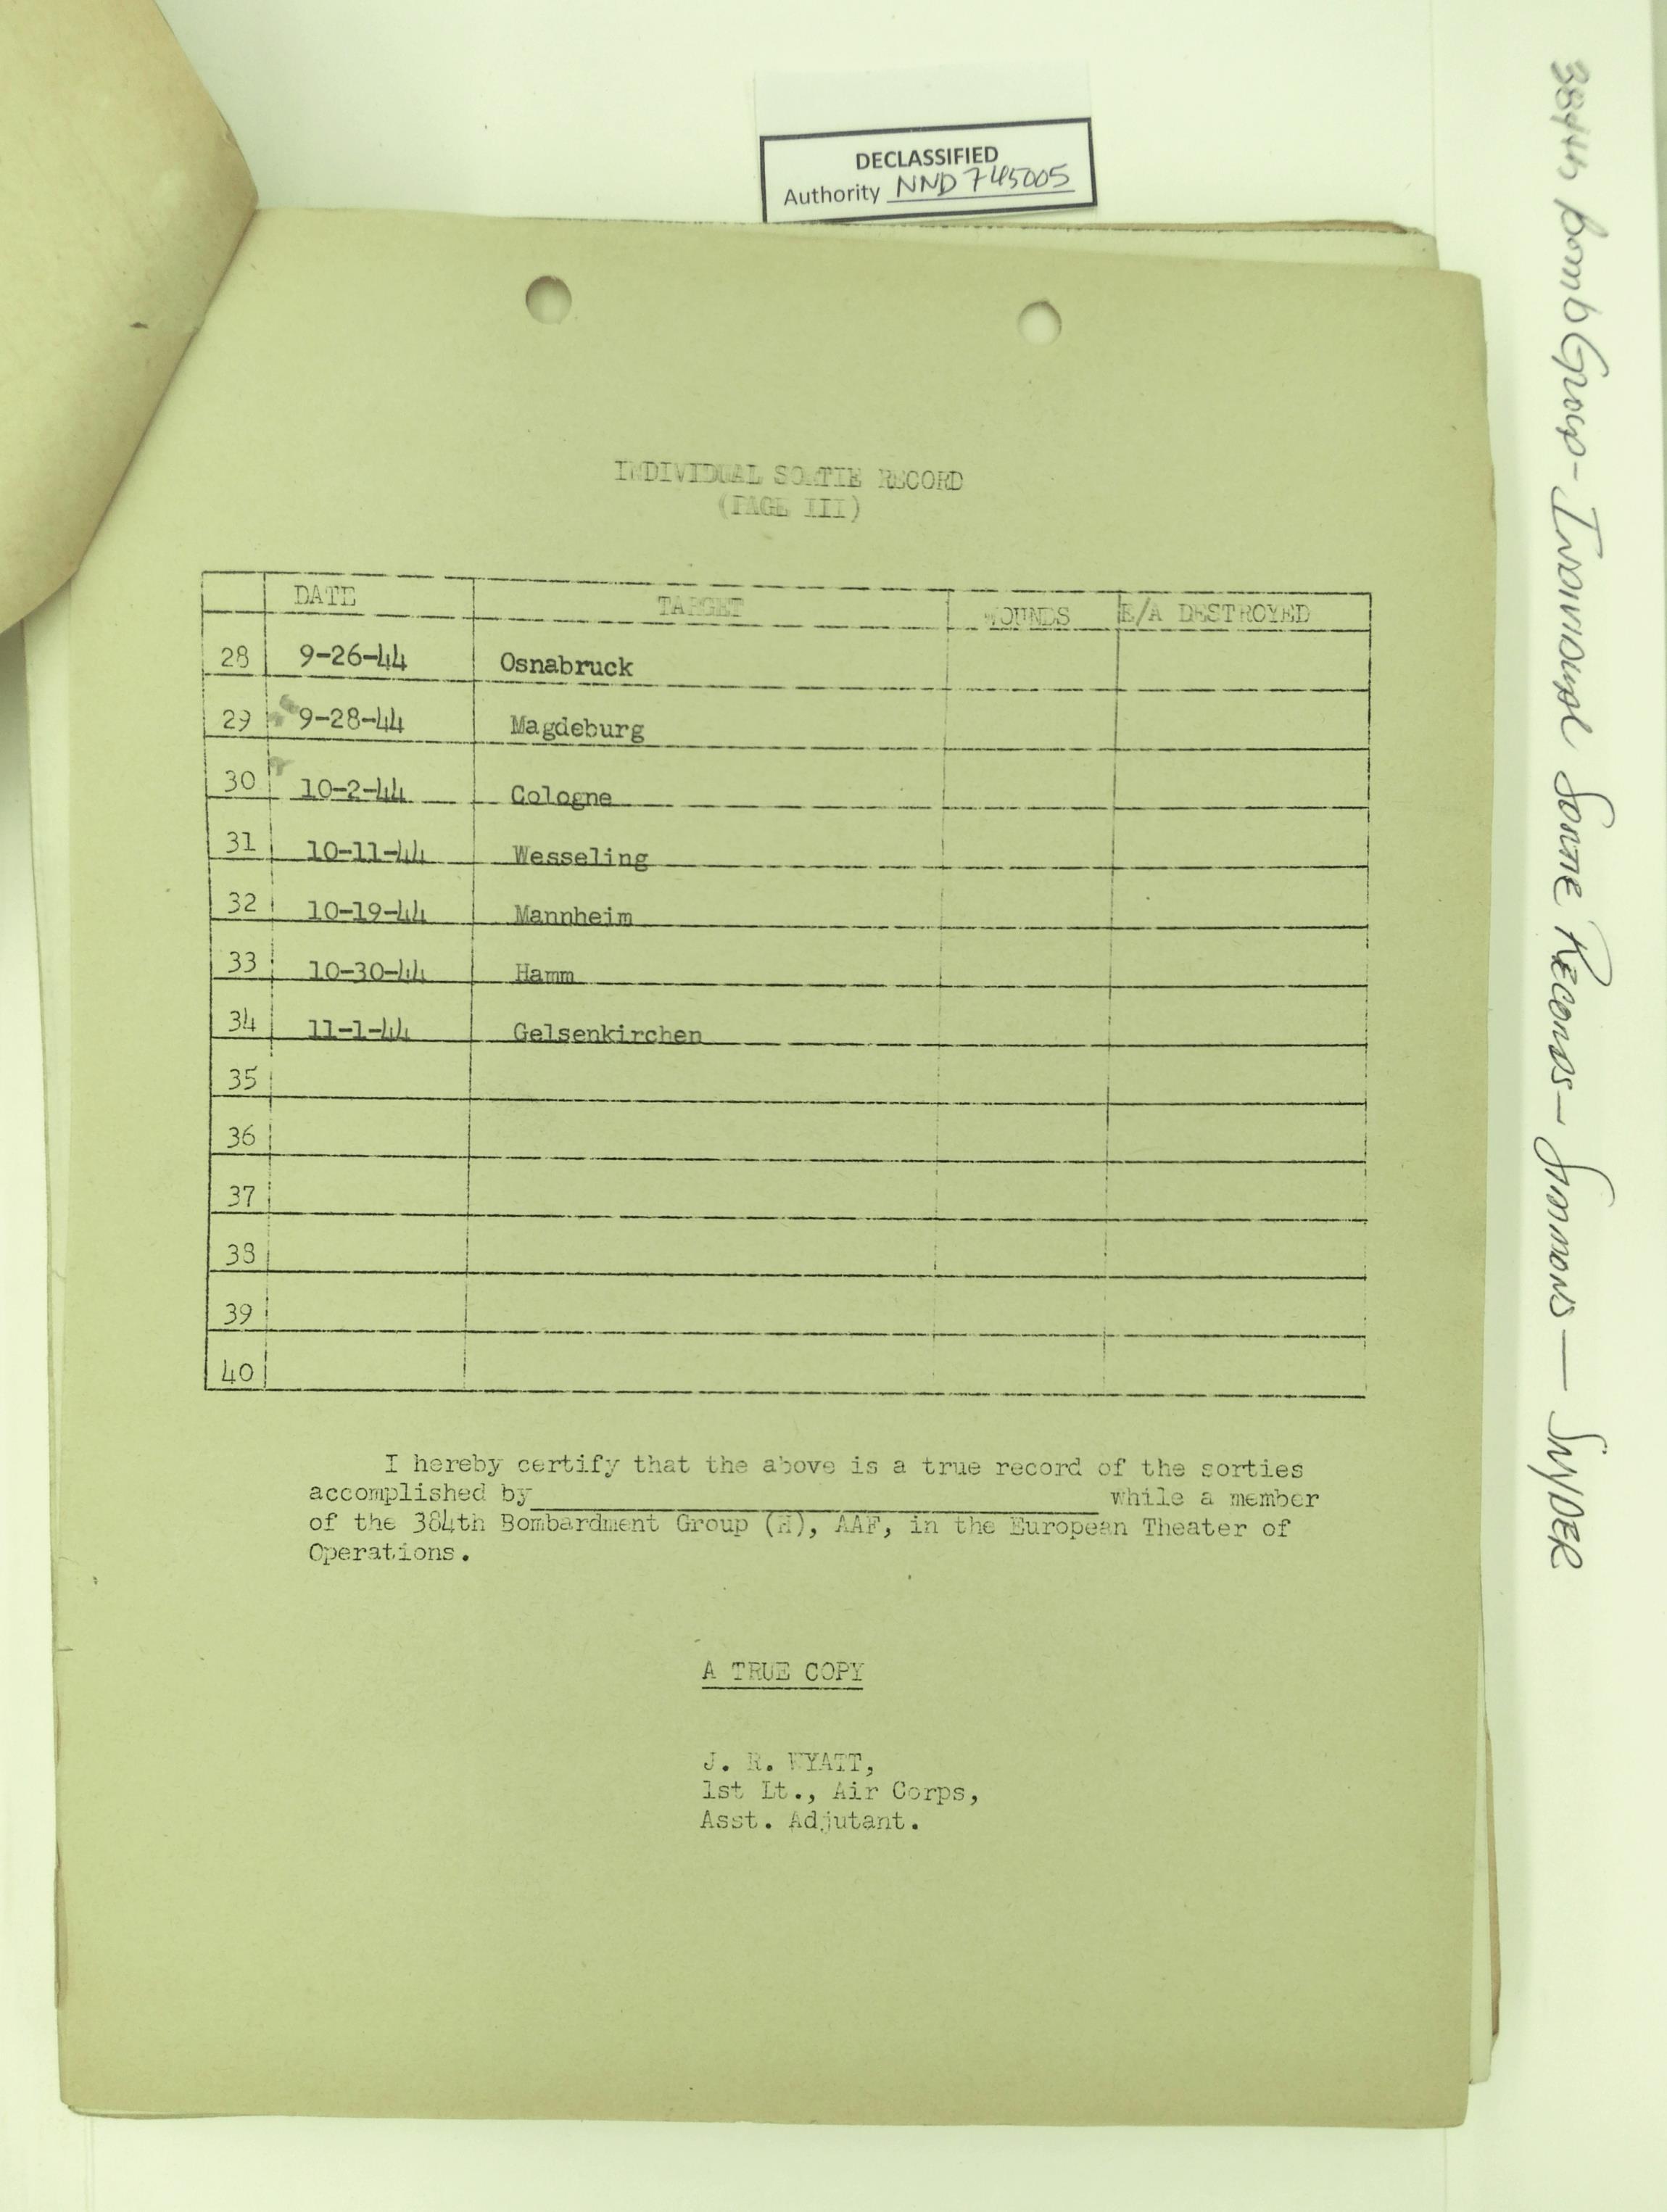 DECLASSIFIED
Authority NND 745005
384th Bomb Group - Individual Sortie Records - Simmons - Snyder
INDIVIDUAL SORTIE RECORD
(PAGE III)
DATE TARGET WOUNDS E/A DESTROYED
28 9-26-44 Osnabruck
29 9-28-44 Magdeburg
30 10-2-44 Cologne
31 10-11-44 Wesseling
32 10-19-44 Mannheim
33 10-30-44 Hamm
34 11-1-44 Gelsenkirchen
35
36
37
38
39
40
I hereby certify that the above is a true record of the sorties
accomplished by while a member
of the 384th Bombardment Group (H), AAF, in the European Theater of
Operations.
A TRUE COPY
J. R. WYATT,
1st Lt., Air Corps,
Asst. Adjutant.